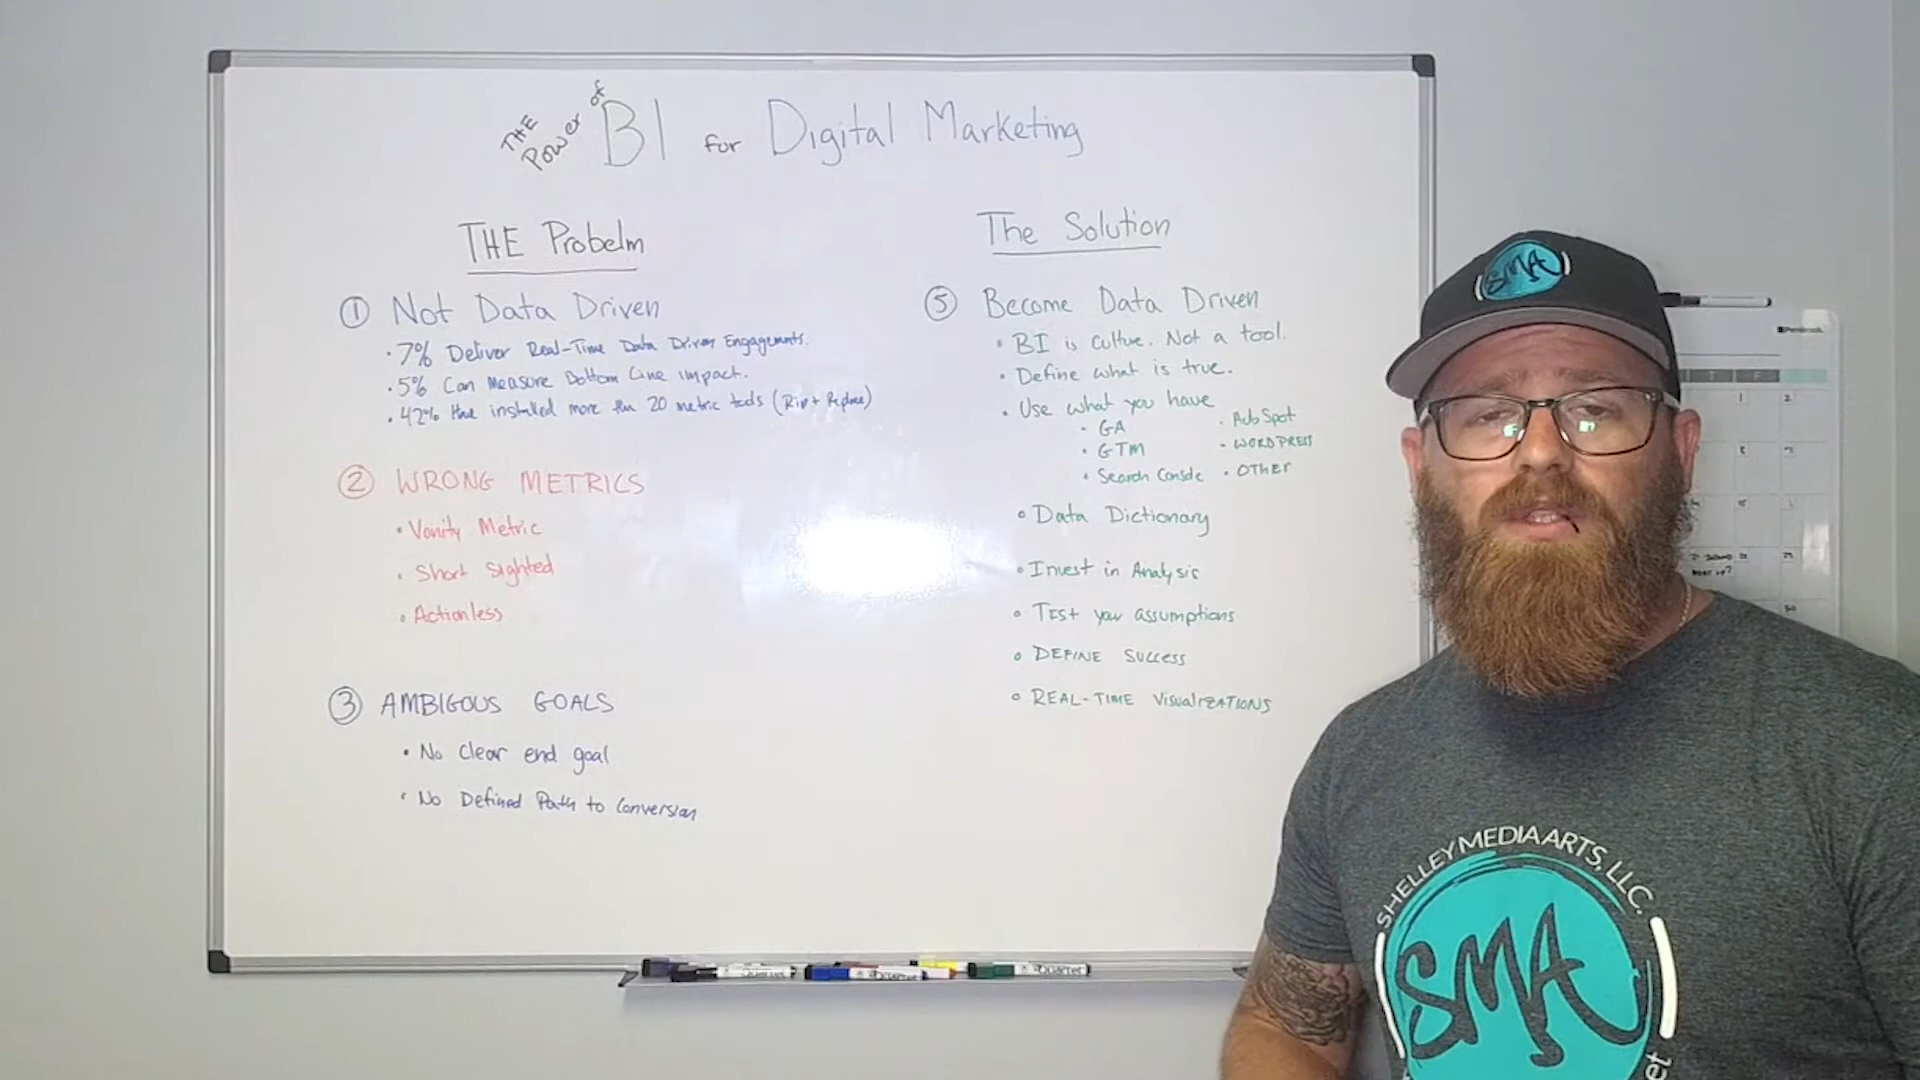 THE Power of BI for Digital Marketing
THE Probelm
① Not Data Driven
· 7% Deliver Real-Time Data Driven Engagements.
· 5% Can Measure Bottom Line Impact.
· 42% Have installed more than 20 metric tools (Rip + Replace)
② WRONG METRICS
· Vanity Metric
· Short Sighted
· Actionless
③ AMBIGOUS GOALS
· No Clear end goal
· No Defined Path to Conversion
The Solution
⑤ Become Data Driven
· BI is culture. Not a tool.
· Define what is true.
· Use what you have
· GA
· GTM
· Search Console
· HubSpot
· WORDPRESS
· OTHER
· Data Dictionary
· Invest in Analysis
· Test your assumptions
· DEFINE SUCCESS
· REAL-TIME VisualizATIONS
SMA
SHELLEY MEDIA ARTS, LLC.
SMA